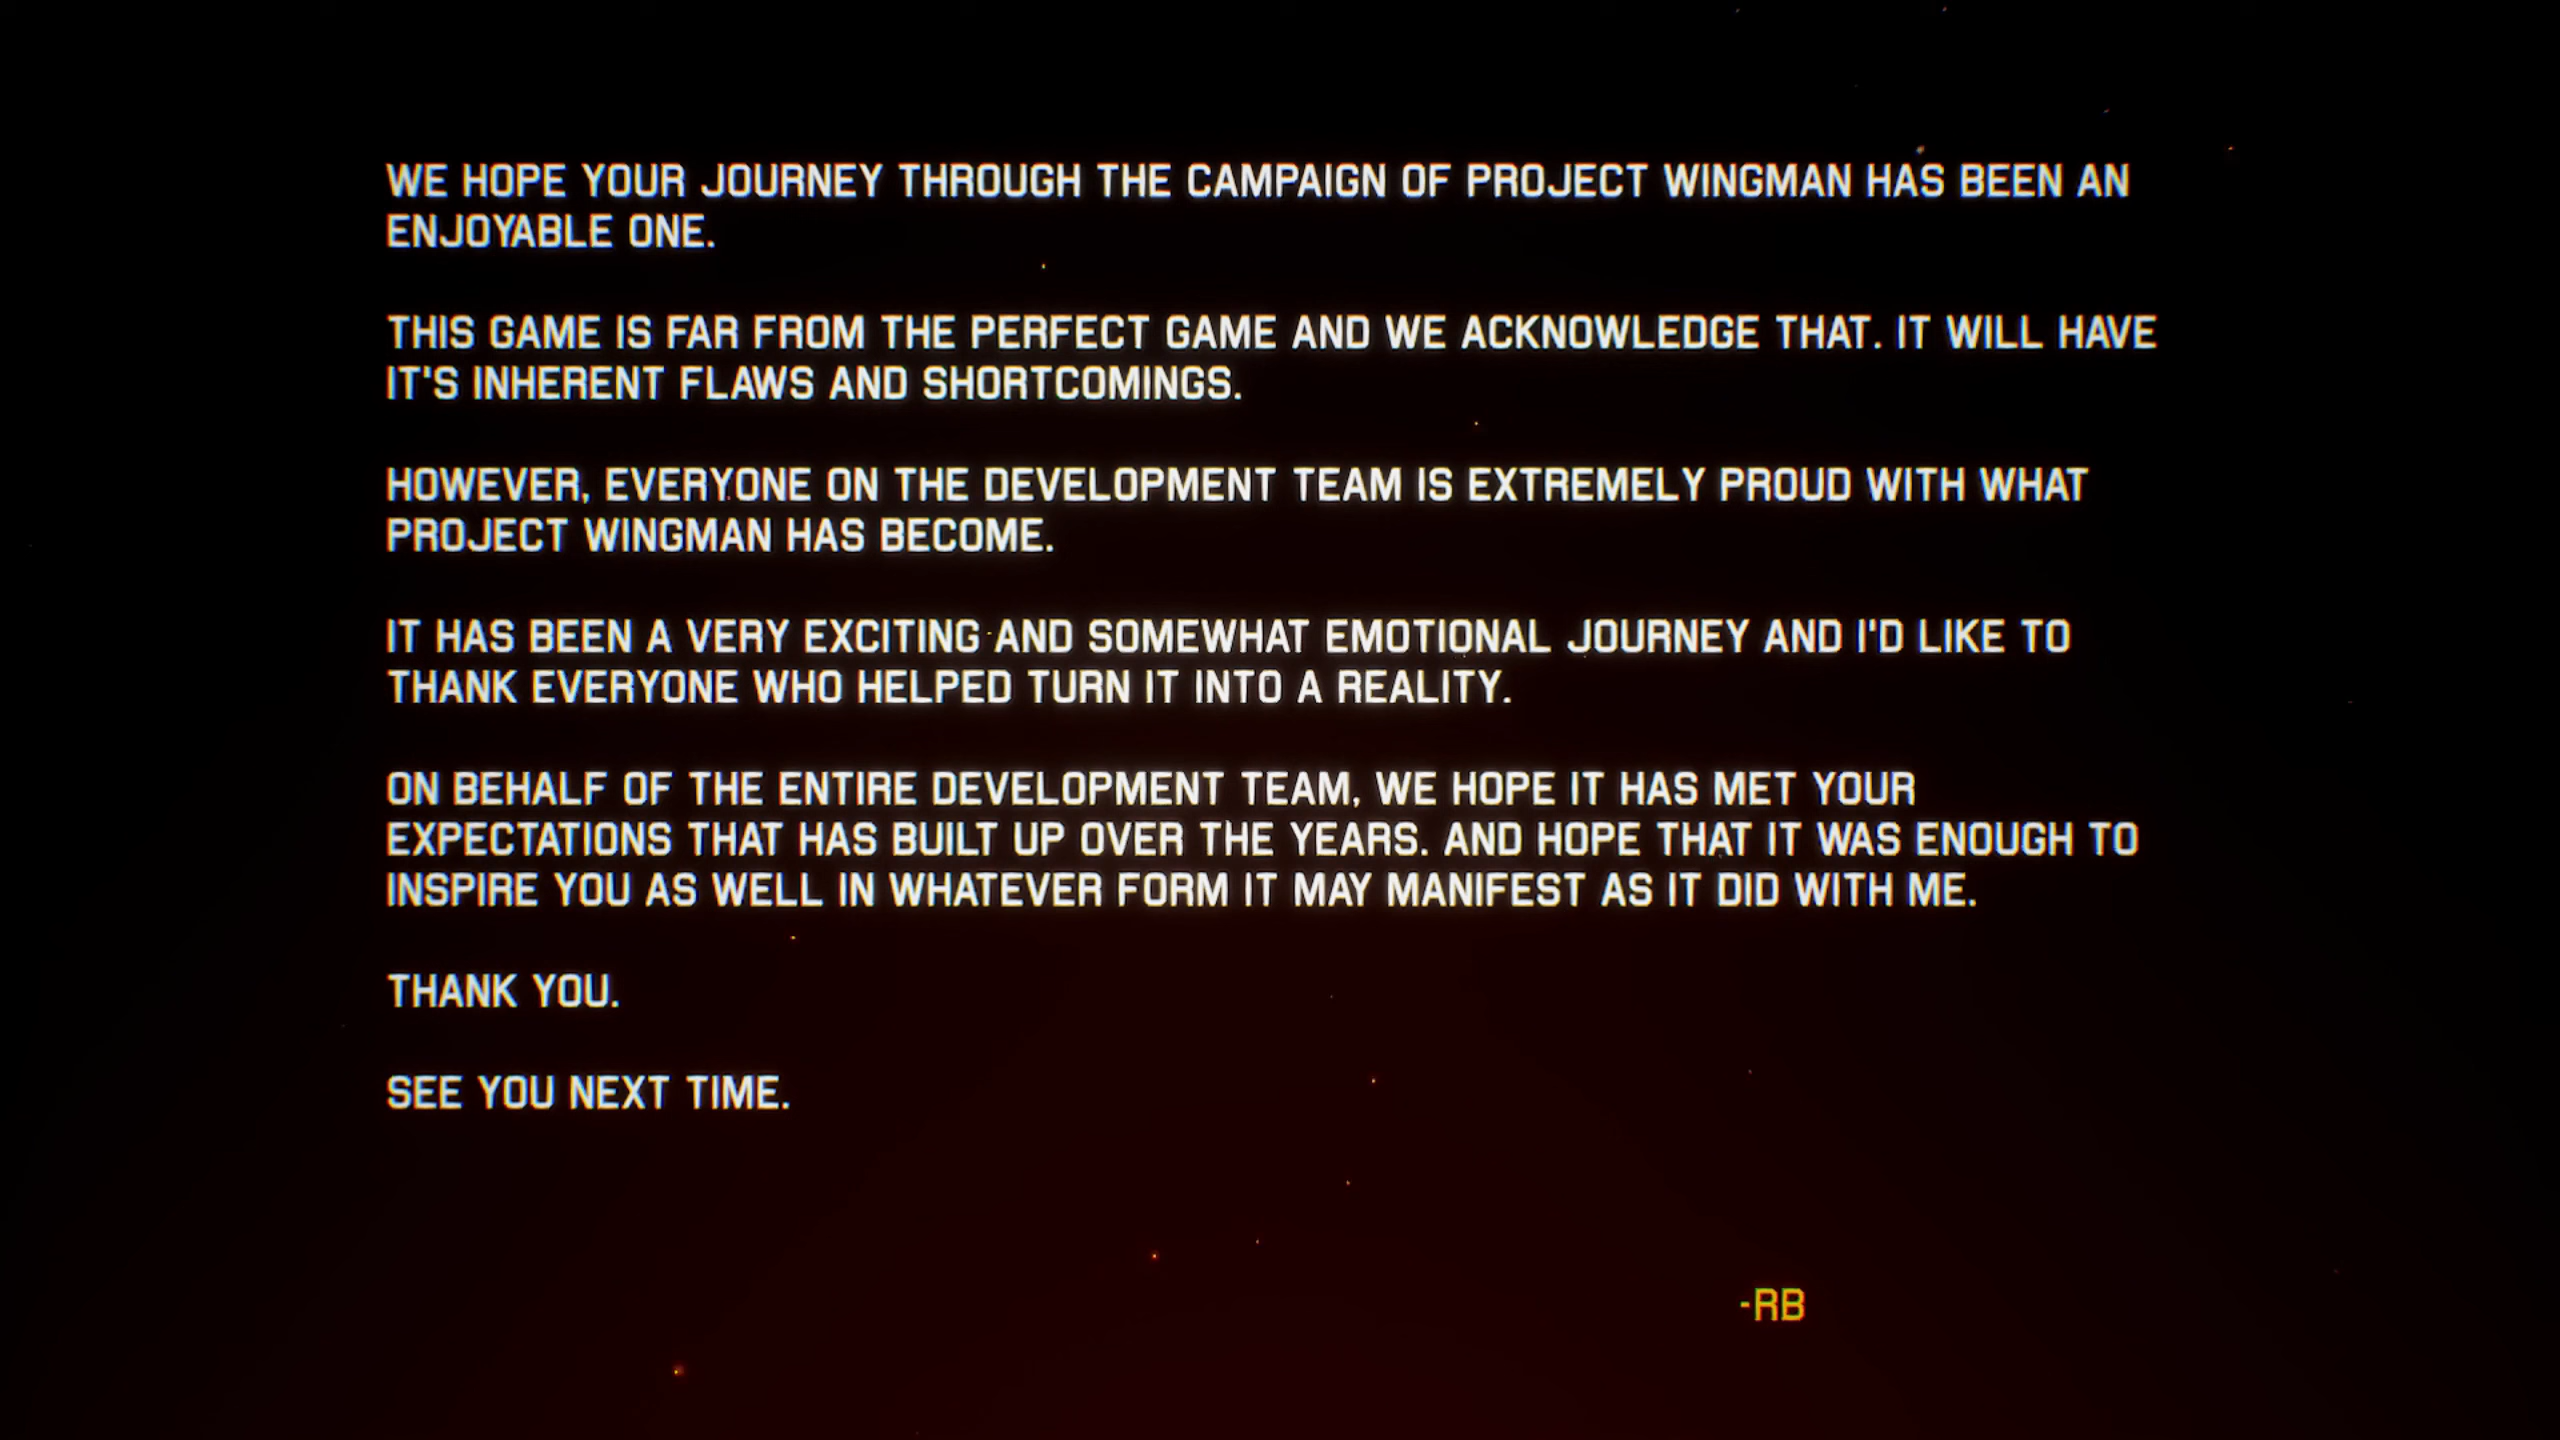 WE HOPE YOUR JOURNEY THROUGH THE CAMPAIGN OF PROJECT WINGMAN HAS BEEN AN
ENJOYABLE ONE.
THIS GAME IS FAR FROM THE PERFECT GAME AND WE ACKNOWLEDGE THAT. IT WILL HAVE
IT'S INHERENT FLAWS AND SHORTCOMINGS.
HOWEVER, EVERYONE ON THE DEVELOPMENT TEAM IS EXTREMELY PROUD WITH WHAT
PROJECT WINGMAN HAS BECOME.
IT HAS BEEN A VERY EXCITING AND SOMEWHAT EMOTIONAL JOURNEY AND I'D LIKE TO
THANK EVERYONE WHO HELPED TURN IT INTO A REALITY.
ON BEHALF OF THE ENTIRE DEVELOPMENT TEAM, WE HOPE IT HAS MET YOUR
EXPECTATIONS THAT HAS BUILT UP OVER THE YEARS. AND HOPE THAT IT WAS ENOUGH TO
INSPIRE YOU AS WELL IN WHATEVER FORM IT MAY MANIFEST AS IT DID WITH ME.
THANK YOU.
SEE YOU NEXT TIME.
-RB